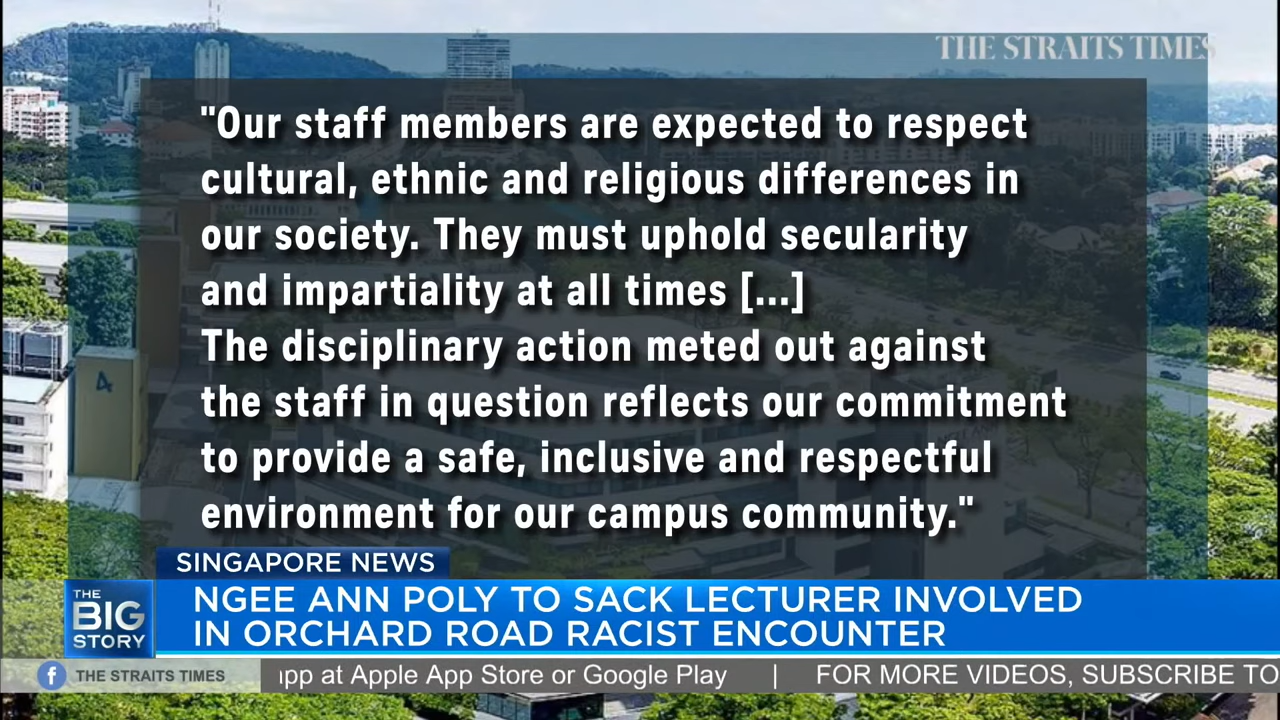 THE STRAITS TIMES
"Our staff members are expected to respect
cultural, ethnic and religious differences in
our society. They must uphold secularity
and impartiality at all times [...]
The disciplinary action meted out against
the staff in question reflects our commitment
to provide a safe, inclusive and respectful
environment for our campus community."
4
SINGAPORE NEWS
THE
BIG
STORY
NGEE ANN POLY TO SACK LECTURER INVOLVED
IN ORCHARD ROAD RACIST ENCOUNTER
f THE STRAITS TIMES
at Apple App Store or Google Play | FOR MORE VIDEOS, SUBSCRIBE TO